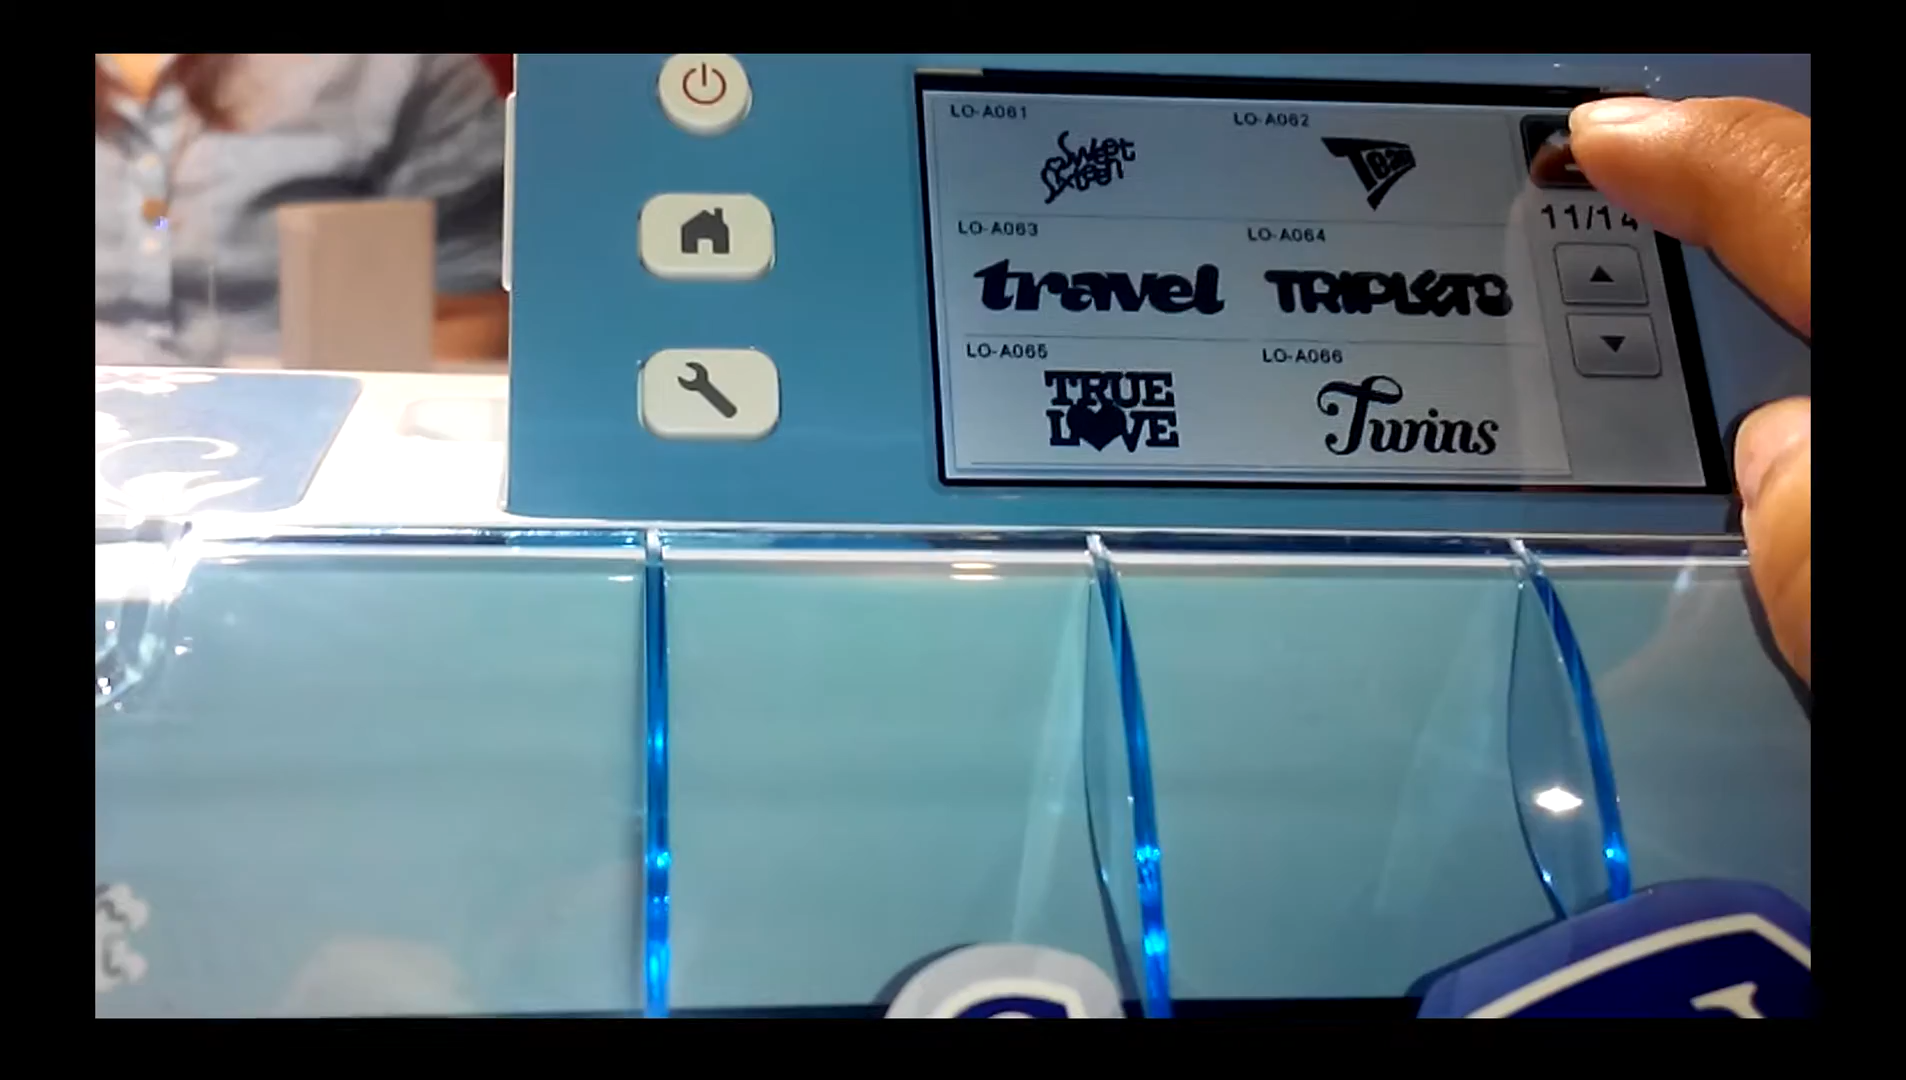 LO-A061
Sweet
Sixteen
LO-A062
11/14
LO-A063
travel
LO-A064
TRIPLETS
LO-A065
TRUE
LOVE
LO-A066
Twins